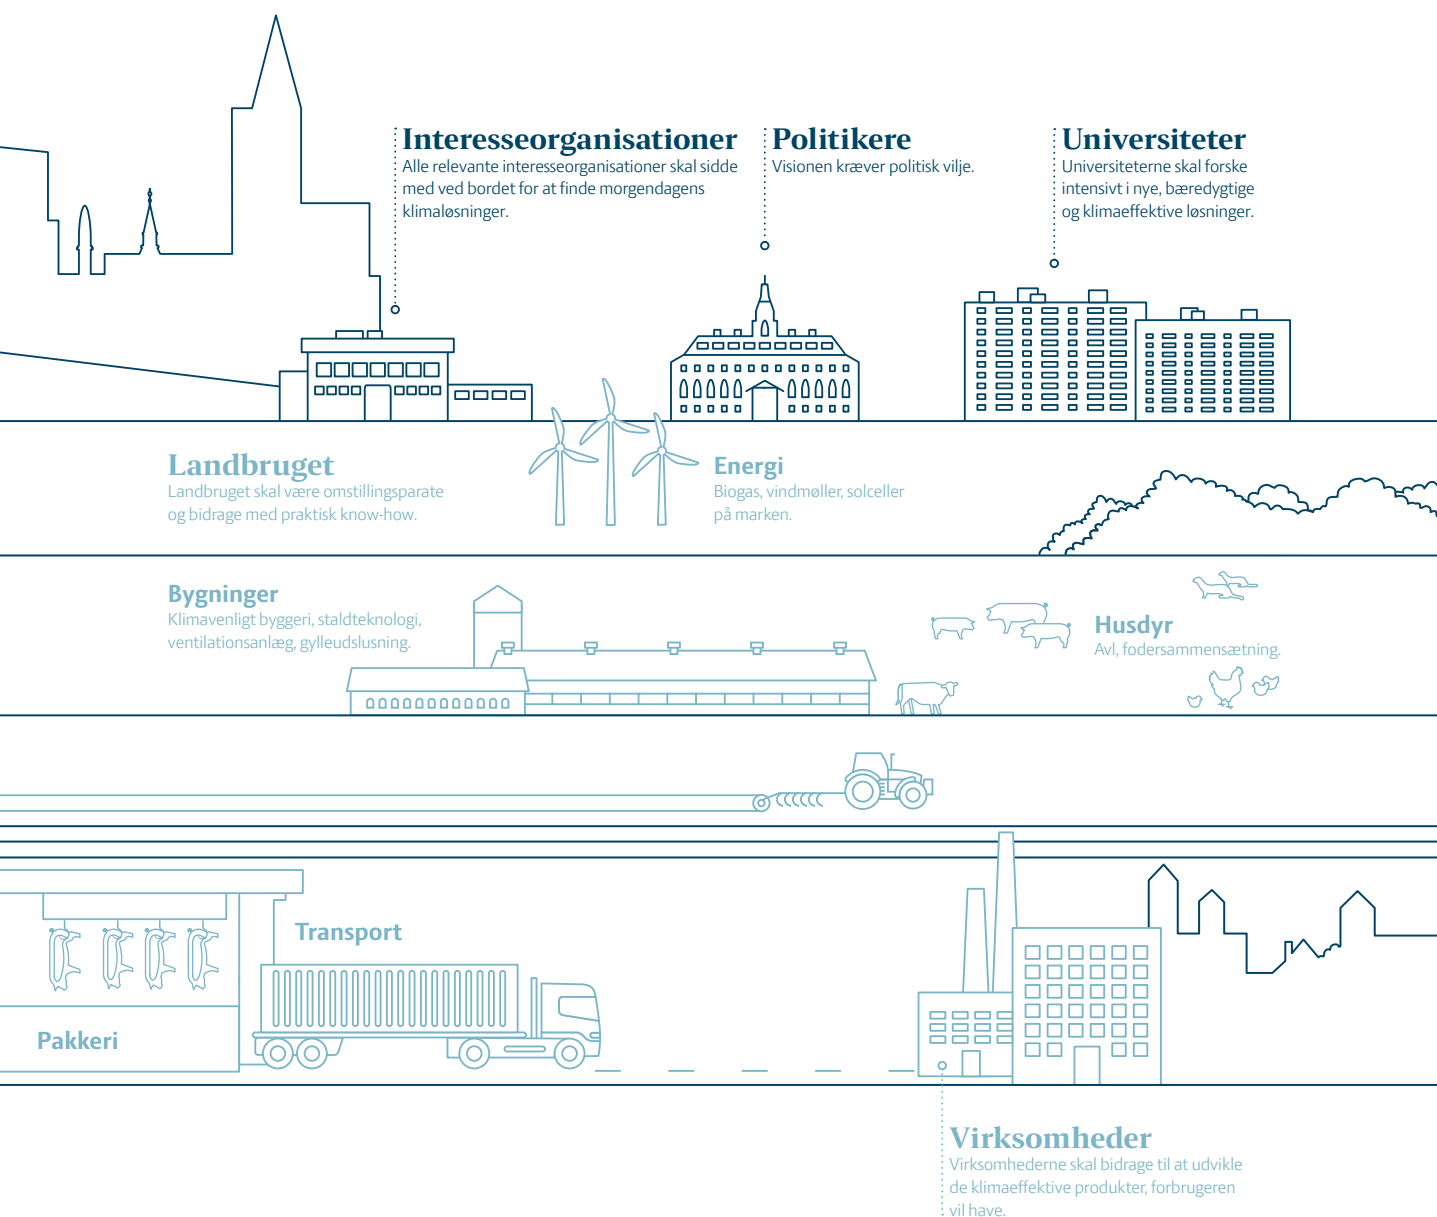 Interesseorganisationer
Alle relevante interesseorganisationer skal sidde
med ved bordet for at finde morgendagens
klimaløsninger.
Politikere
Visionen kræver politisk vilje.
Universiteter
Universiteterne skal forske
intensivt i nye, bæredygtige
og klimaeffektive løsninger.
Landbruget
Landbruget skal være omstillingsparate
og bidrage med praktisk know-how.
Energi
Biogas, vindmøller, solceller
på marken.
Bygninger
Klimavenligt byggeri, staldteknologi,
ventilationsanlæg, gylleudslusning.
Husdyr
Avl, fodersammensætning.
Transport
Pakkeri
Virksomheder
Virksomhederne skal bidrage til at udvikle
de klimaeffektive produkter, forbrugeren
vil have.